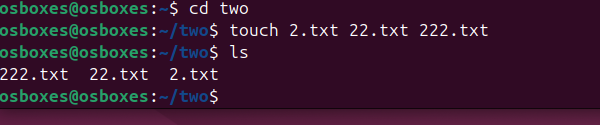 osboxes@osboxes:~$ cd two
osboxes@osboxes:~/two$ touch 2.txt 22.txt 222.txt
osboxes@osboxes:~/two$ ls
222.txt  22.txt  2.txt
osboxes@osboxes:~/two$